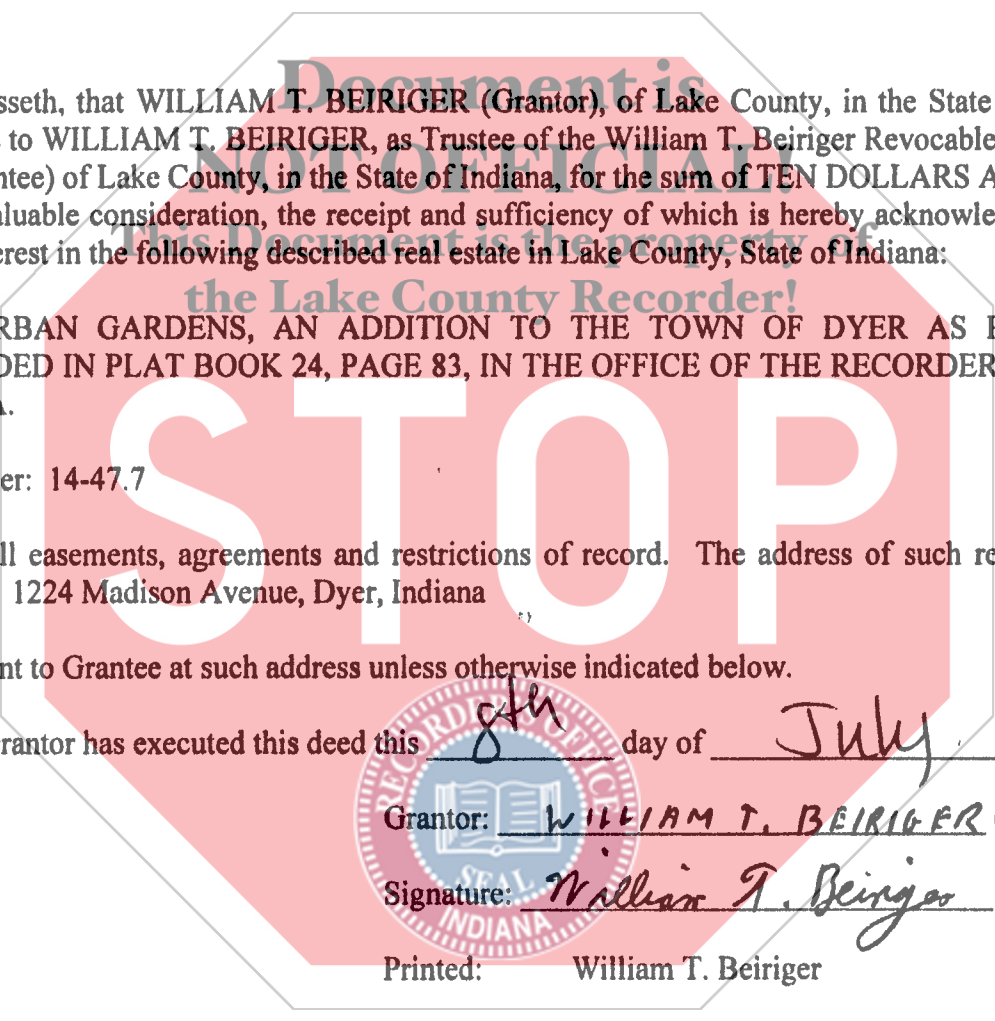 Document is
sseth, that WILLIAM T. BEIRIGER (Grantor), of Lake County, in the State
to WILLIAM T. BEIRIGER, as Trustee of the William T. Beiriger Revocable
NOT OFFICIAL!
ntee) of Lake County, in the State of Indiana, for the sum of TEN DOLLARS A
aluable consideration, the receipt and sufficiency of which is hereby acknowle
This Document is the property of
erest in the following described real estate in Lake County, State of Indiana:
the Lake County Recorder!
RBAN GARDENS, AN ADDITION TO THE TOWN OF DYER AS
DED IN PLAT BOOK 24, PAGE 83, IN THE OFFICE OF THE RECORDER
A.
STOP
er: 14-47.7
ll easements, agreements and restrictions of record. The address of such re
1224 Madison Avenue, Dyer, Indiana
nt to Grantee at such address unless otherwise indicated below.
rantor has executed this deed this 8th day of July
RECORDER'S OFFICE
Grantor: WILLIAM T. BEIRIGER
Signature: William T. Beiriger
SEAL
INDIANA
Printed: William T. Beiriger